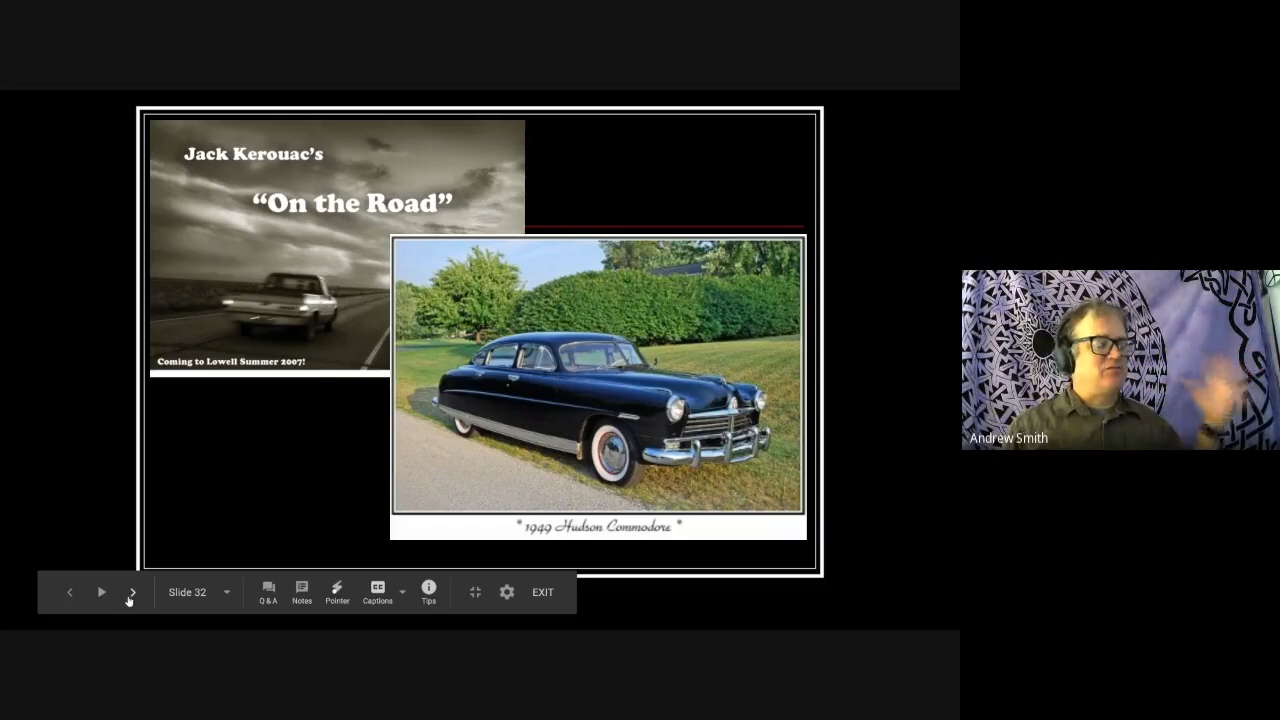 Jack Kerouac's
“On the Road”
Coming to Lowell Summer 2007!
* 1949 Hudson Commodore *
Andrew Smith
Slide 32
Q & A
Notes
Pointer
CC
Captions
Tips
EXIT